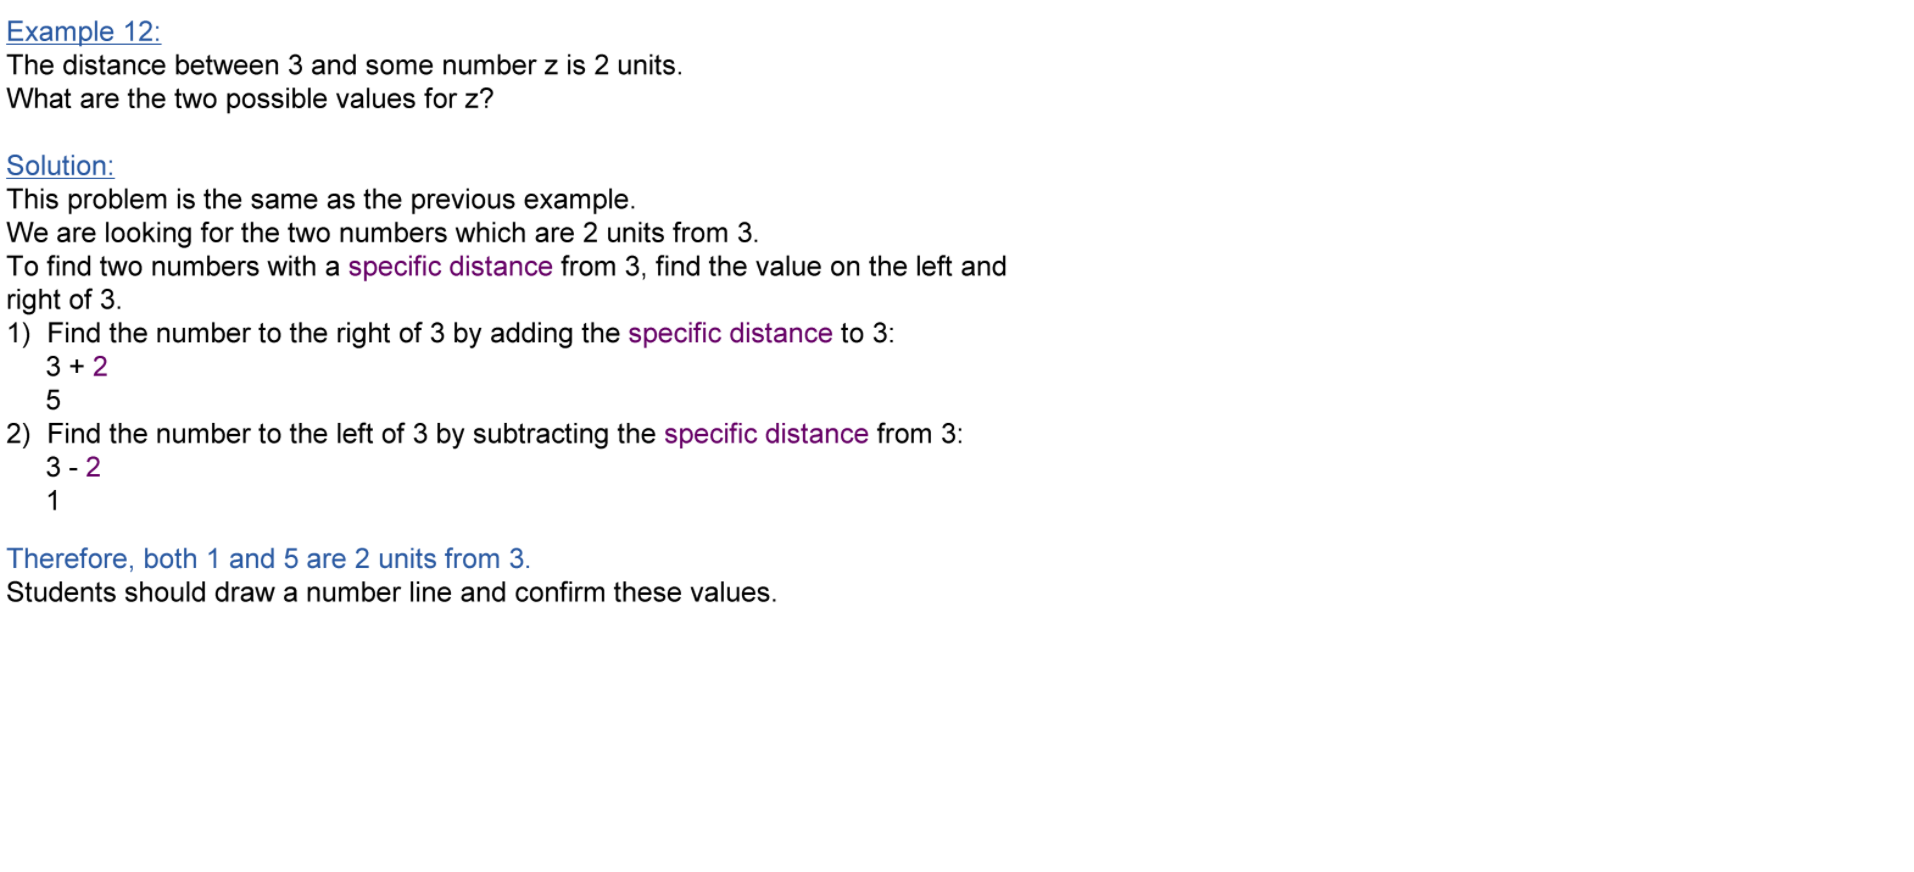 Example 12:
The distance between 3 and some number z is 2 units.
What are the two possible values for z?
Solution:
This problem is the same as the previous example.
We are looking for the two numbers which are 2 units from 3.
To find two numbers with a specific distance from 3, find the value on the left and
right of 3.
1) Find the number to the right of 3 by adding the specific distance to 3:
3 + 2
5
2) Find the number to the left of 3 by subtracting the specific distance from 3:
3 - 2
1
Therefore, both 1 and 5 are 2 units from 3.
Students should draw a number line and confirm these values.